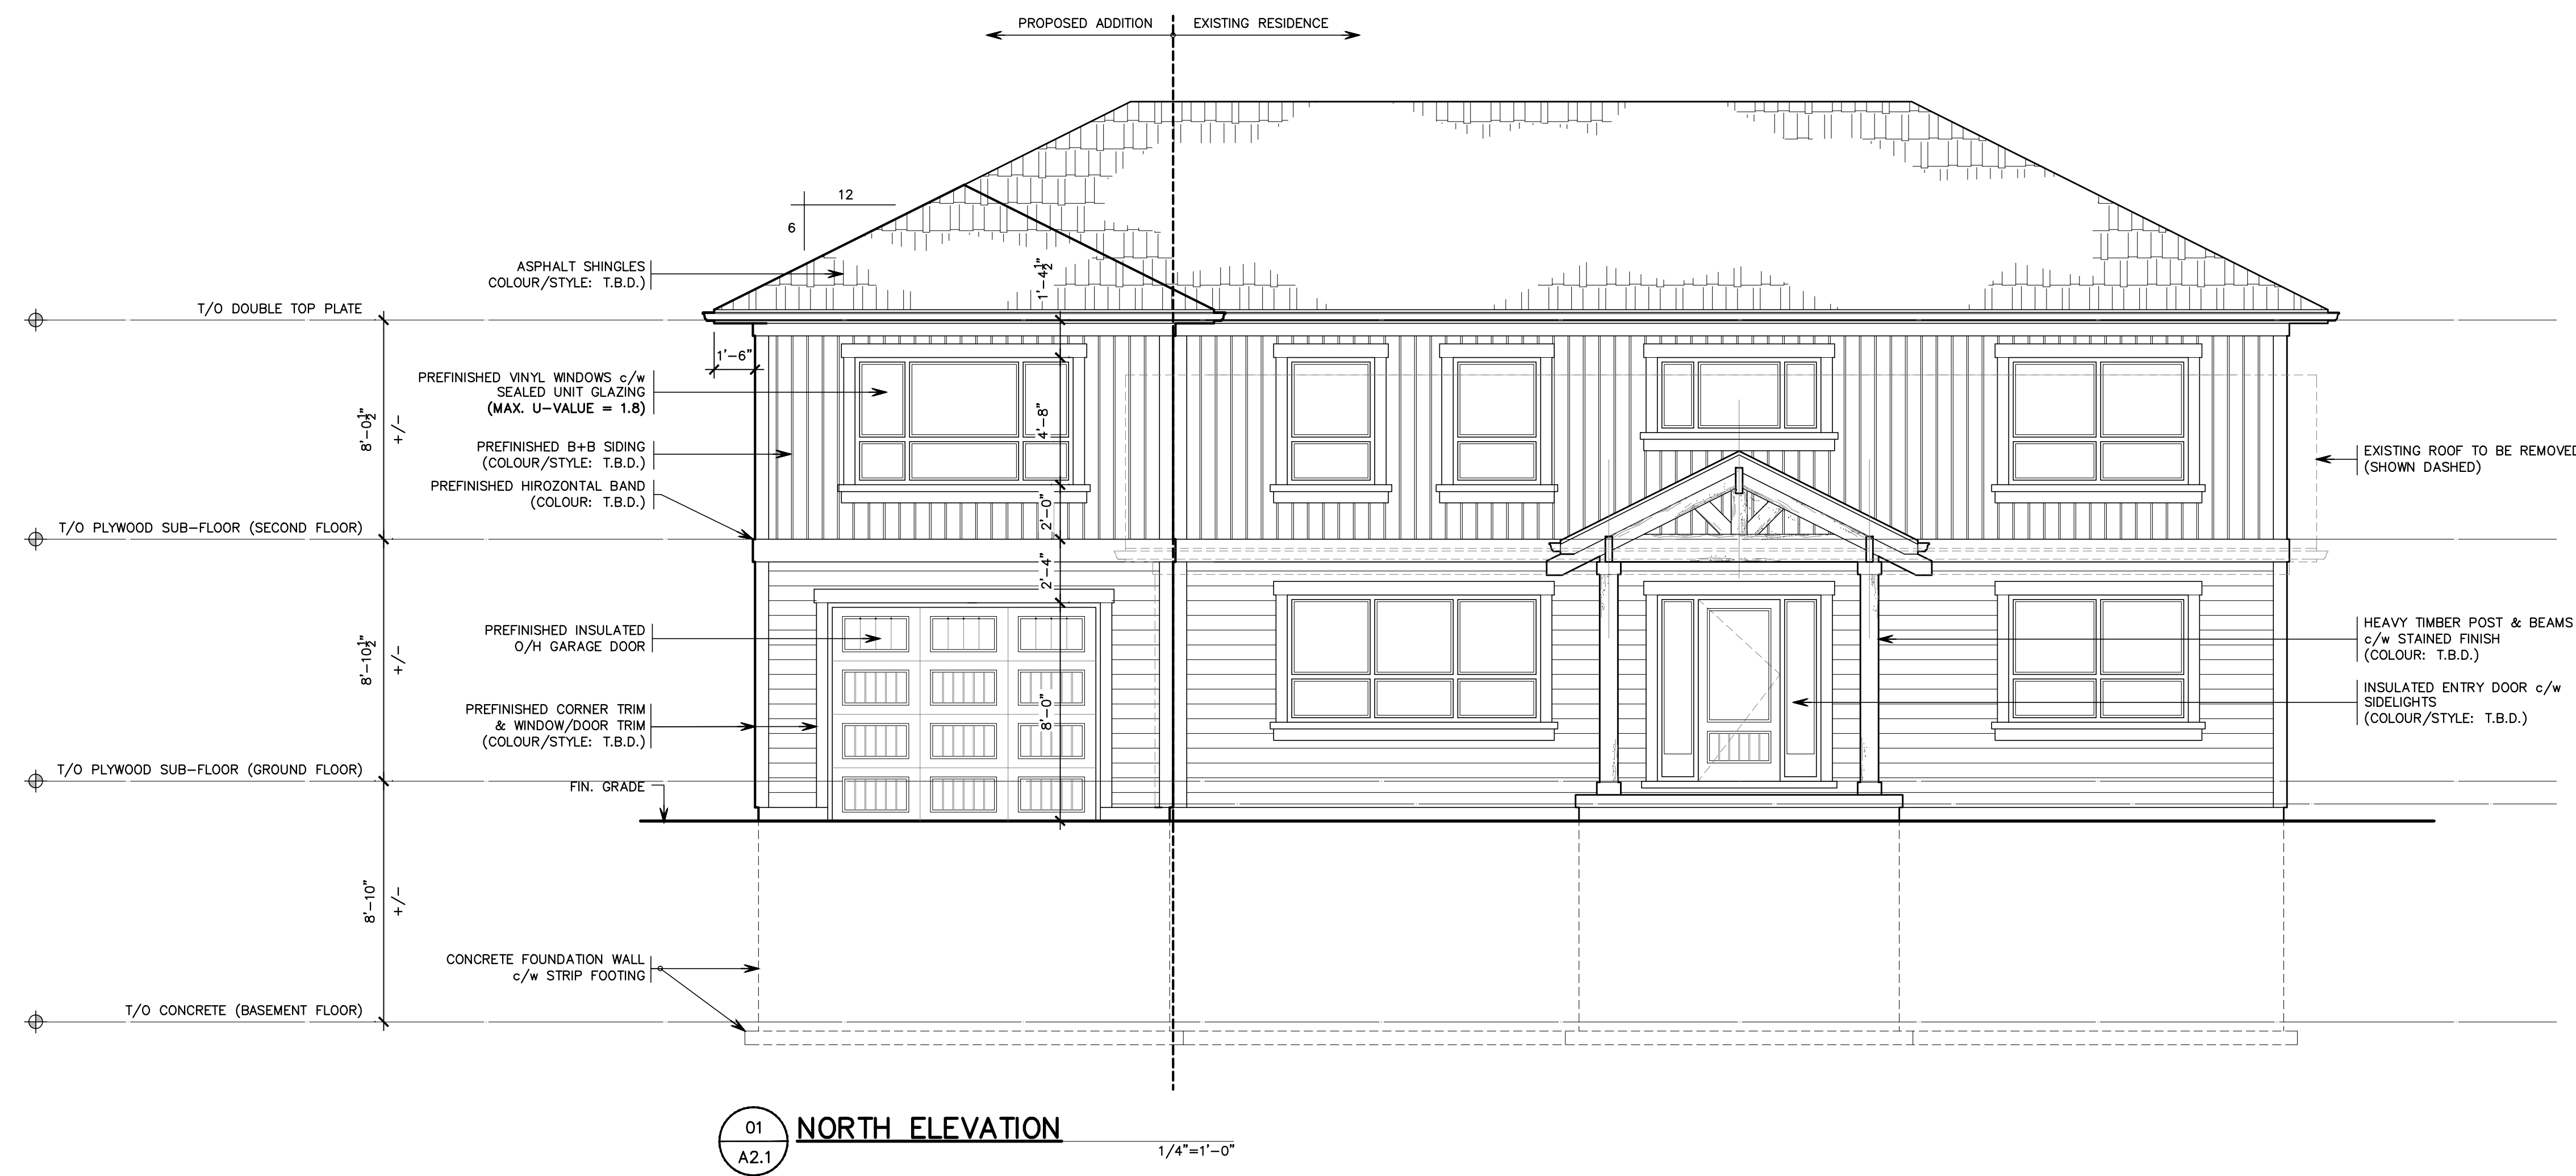 PROPOSED ADDITION
EXISTING RESIDENCE
12
6
ASPHALT SHINGLES
COLOUR/STYLE: T.B.D.)
1'-4½"
T/O DOUBLE TOP PLATE
1'-6"
PREFINISHED VINYL WINDOWS c/w
SEALED UNIT GLAZING
(MAX. U-VALUE = 1.8)
8'-0½"
+/-
4'-8"
PREFINISHED B+B SIDING
(COLOUR/STYLE: T.B.D.)
EXISTING ROOF TO BE REMOVED
(SHOWN DASHED)
PREFINISHED HIROZONTAL BAND
(COLOUR: T.B.D.)
2'-0"
T/O PLYWOOD SUB-FLOOR (SECOND FLOOR)
2'-4"
PREFINISHED INSULATED
O/H GARAGE DOOR
HEAVY TIMBER POST & BEAMS
c/w STAINED FINISH
(COLOUR: T.B.D.)
8'-10½"
+/-
8'-0"
PREFINISHED CORNER TRIM
& WINDOW/DOOR TRIM
(COLOUR/STYLE: T.B.D.)
INSULATED ENTRY DOOR c/w
SIDELIGHTS
(COLOUR/STYLE: T.B.D.)
T/O PLYWOOD SUB-FLOOR (GROUND FLOOR)
FIN. GRADE
8'-10"
+/-
CONCRETE FOUNDATION WALL
c/w STRIP FOOTING
T/O CONCRETE (BASEMENT FLOOR)
01
A2.1
NORTH ELEVATION
1/4"=1'-0"